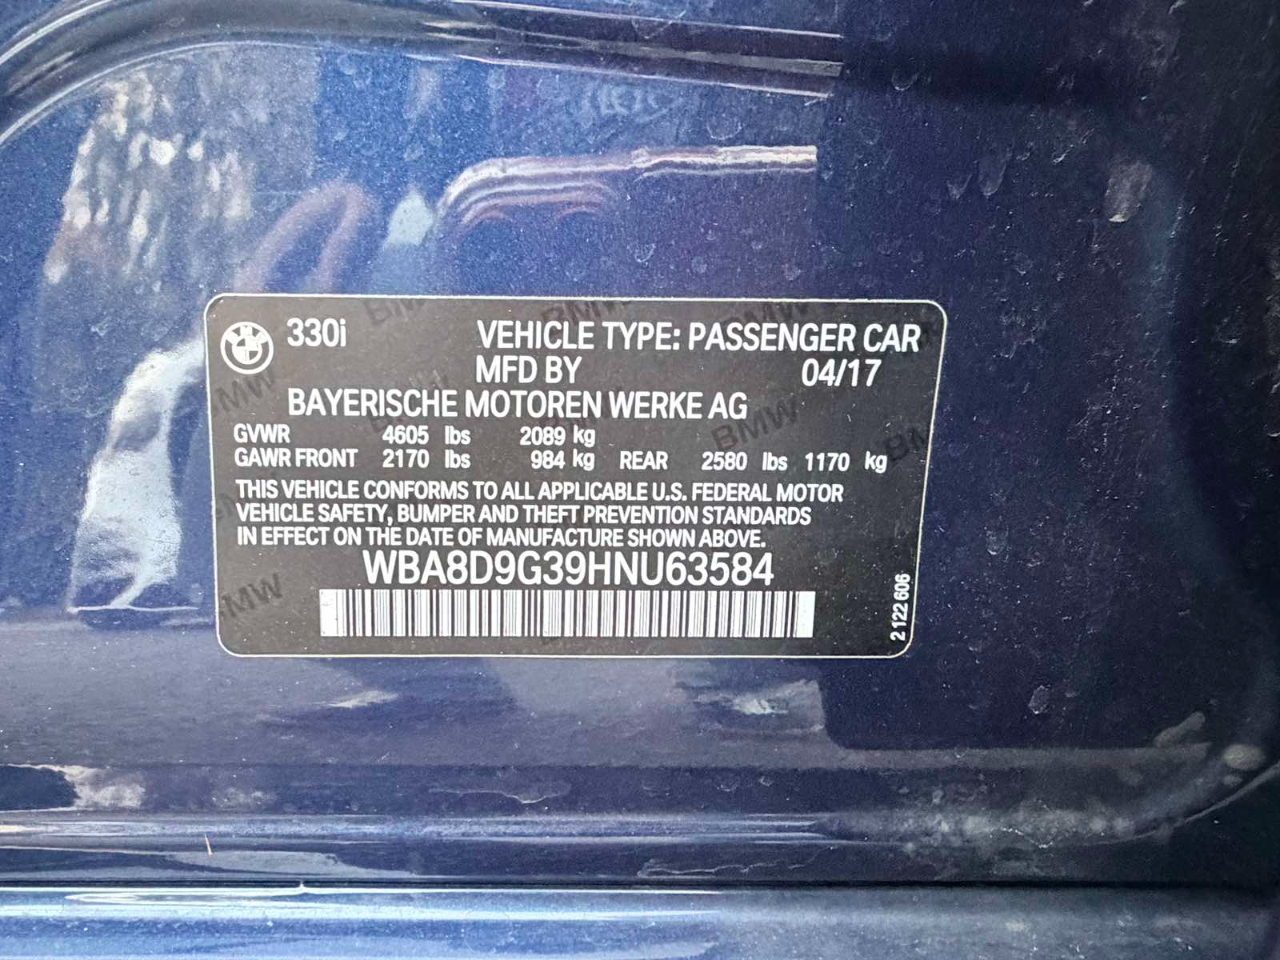 330i VEHICLE TYPE: PASSENGER CAR
MFD BY 04/17
BAYERISCHE MOTOREN WERKE AG
GVWR 4605 lbs 2089 kg
GAWR FRONT 2170 lbs 984 kg REAR 2580 lbs 1170 kg
THIS VEHICLE CONFORMS TO ALL APPLICABLE U.S. FEDERAL MOTOR
VEHICLE SAFETY, BUMPER AND THEFT PREVENTION STANDARDS
IN EFFECT ON THE DATE OF MANUFACTURE SHOWN ABOVE.
WBA8D9G39HNU63584
2 122 606